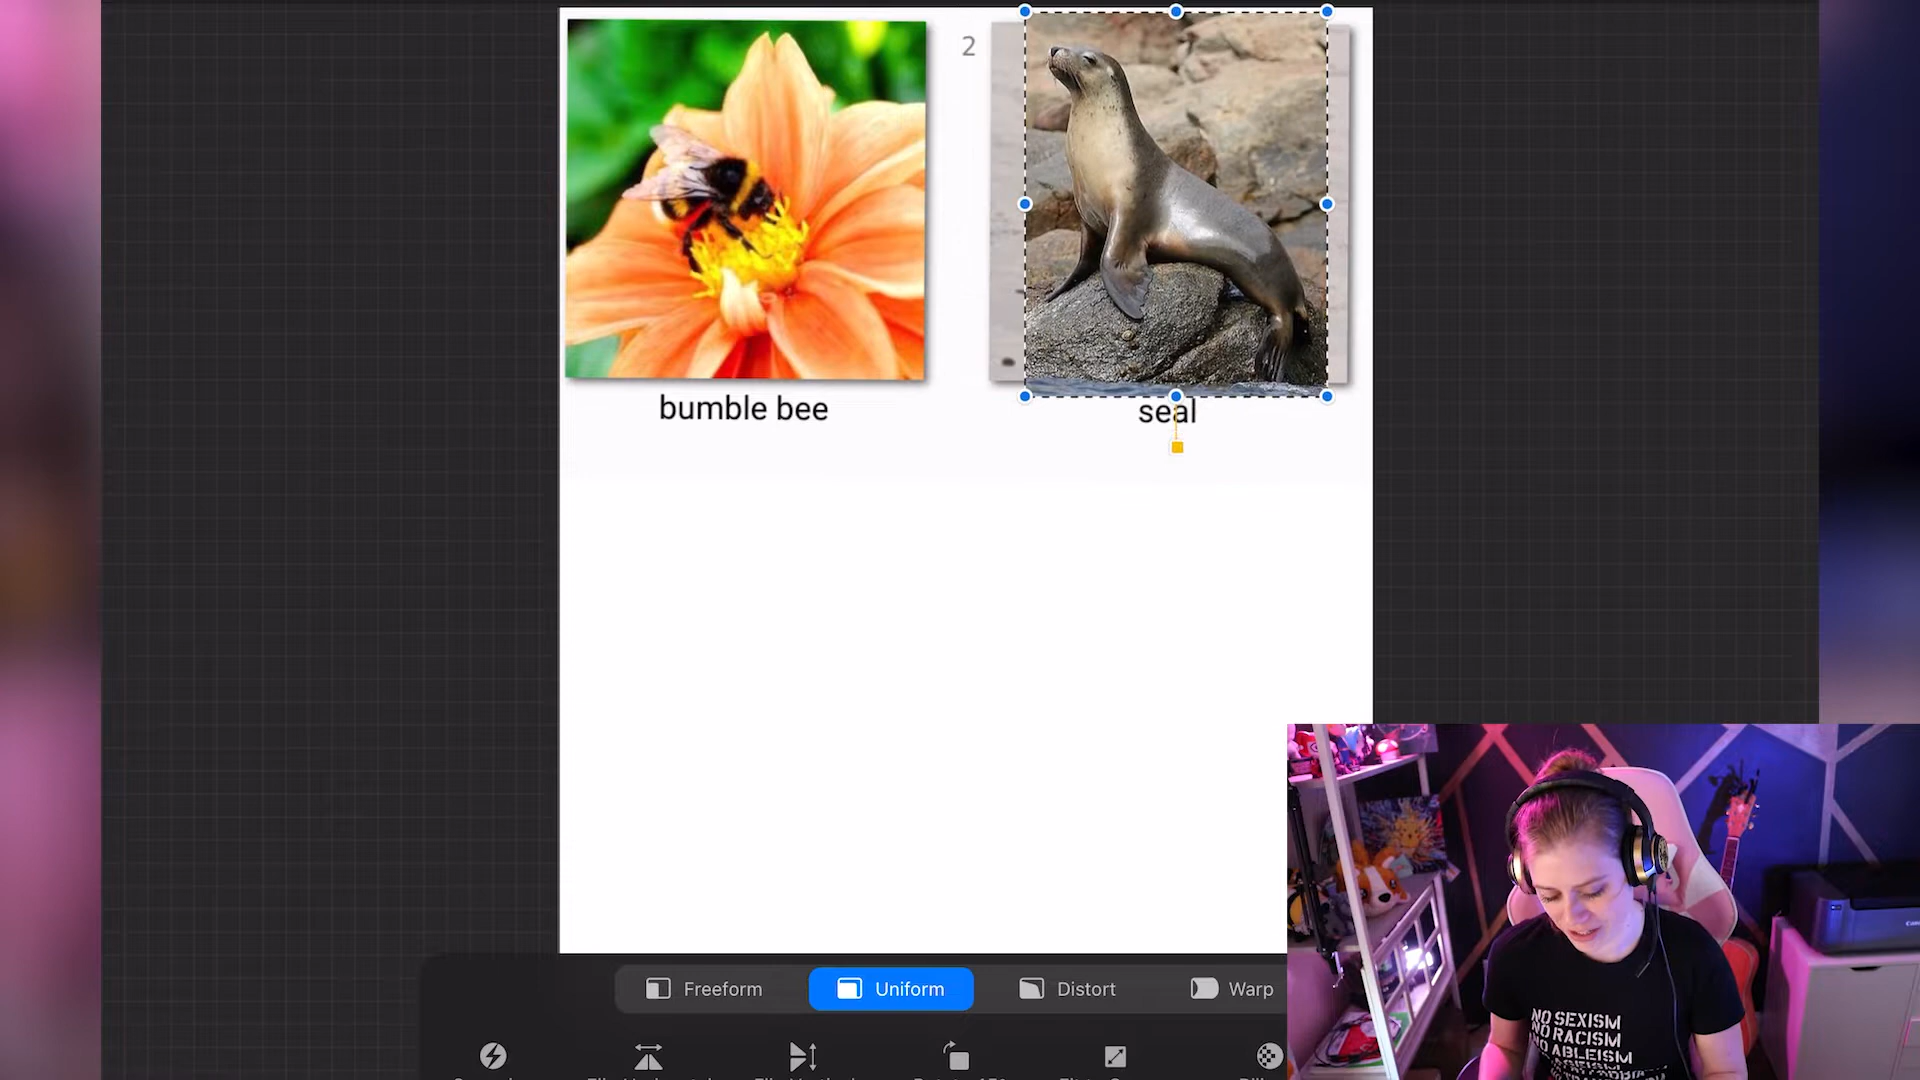 2
bumble bee
seal
Freeform
Uniform
Distort
Warp
NO SEXISM
NO RACISM
NO ABLEISM